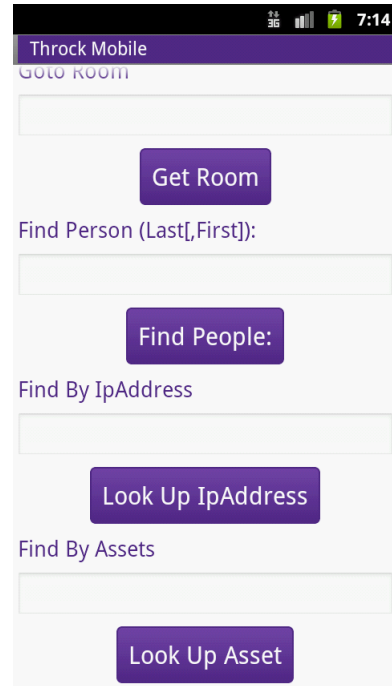 3G 7:14
Throck Mobile
Goto Room
Get Room
Find Person (Last[,First]):
Find People:
Find By IpAddress
Look Up IpAddress
Find By Assets
Look Up Asset